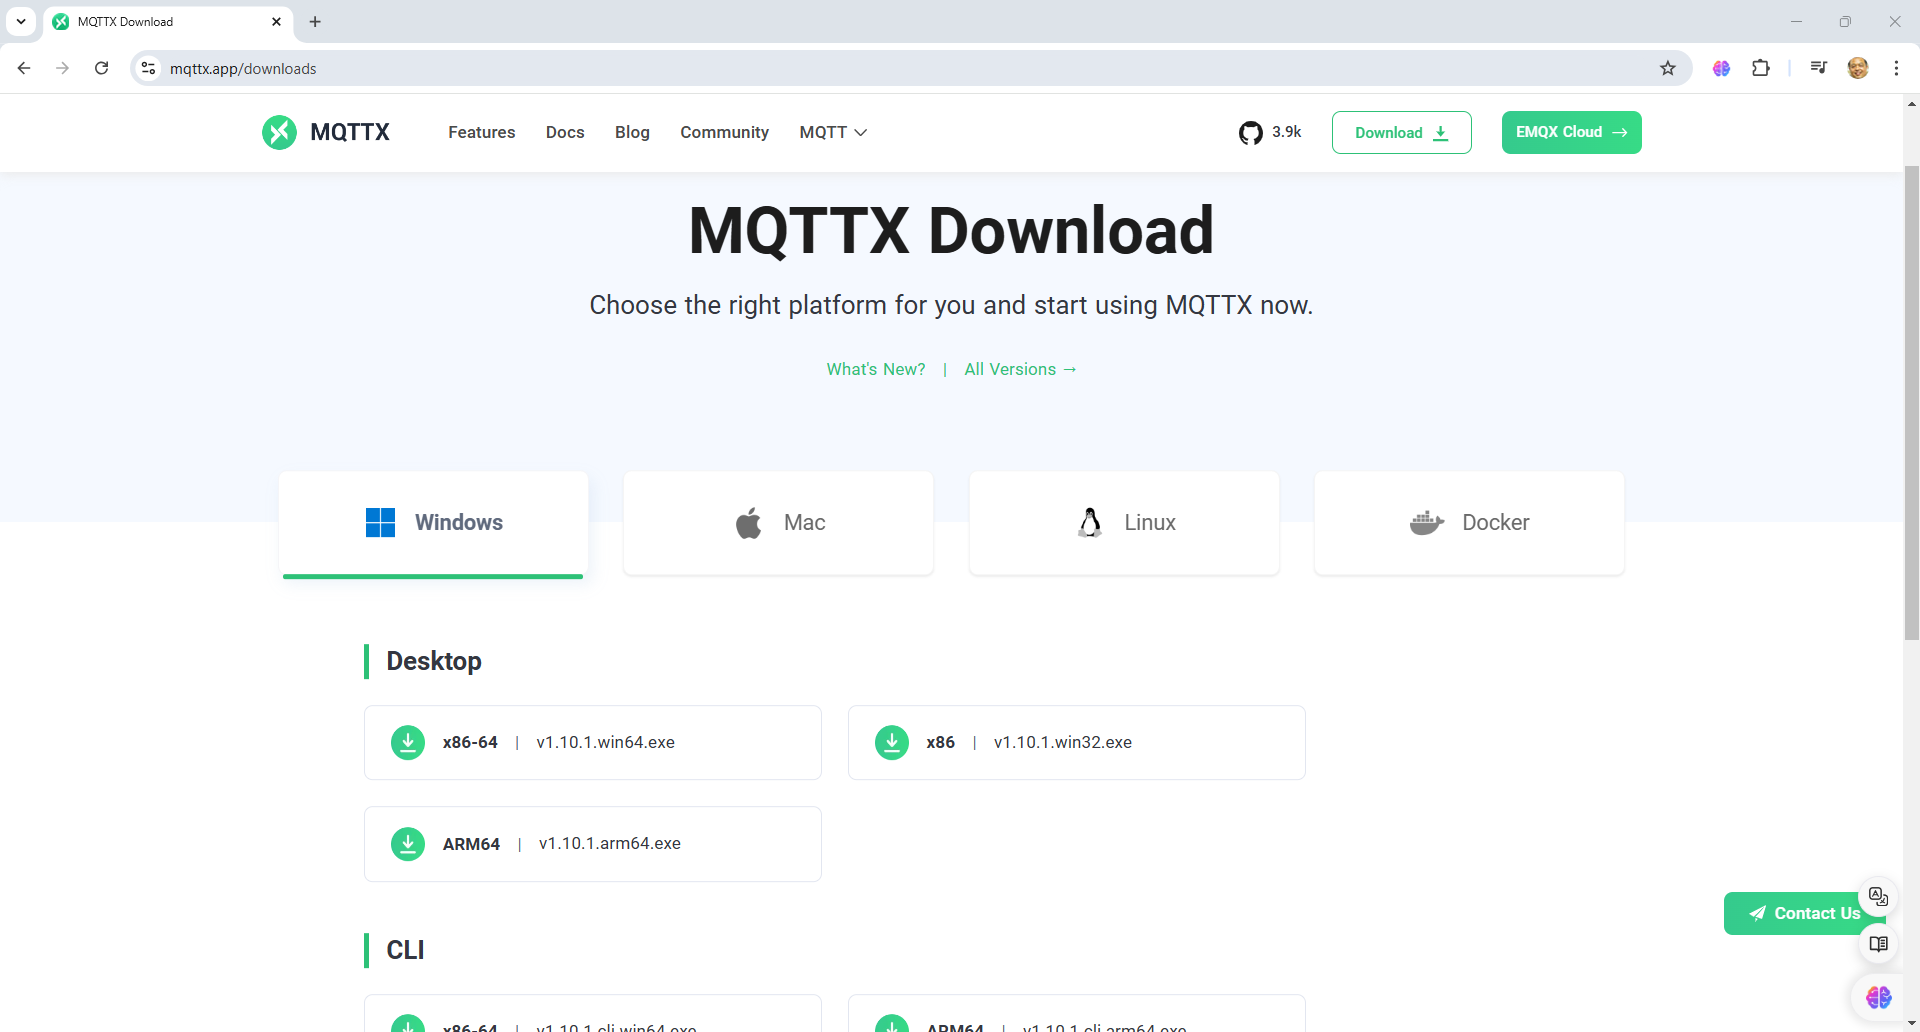 MQTTX Download
mqttx.app/downloads
MQTTX
Features
Docs
Blog
Community
MQTT
3.9k
Download
EMQX Cloud →
MQTTX Download
Choose the right platform for you and start using MQTTX now.
What's New? | All Versions →
Windows
Mac
Linux
Docker
Desktop
x86-64 | v1.10.1.win64.exe
x86 | v1.10.1.win32.exe
ARM64 | v1.10.1.arm64.exe
Contact Us
CLI
x86-64 | v1.10.1.cli.win64.exe
ARM64 | v1.10.1.cli.arm64.exe